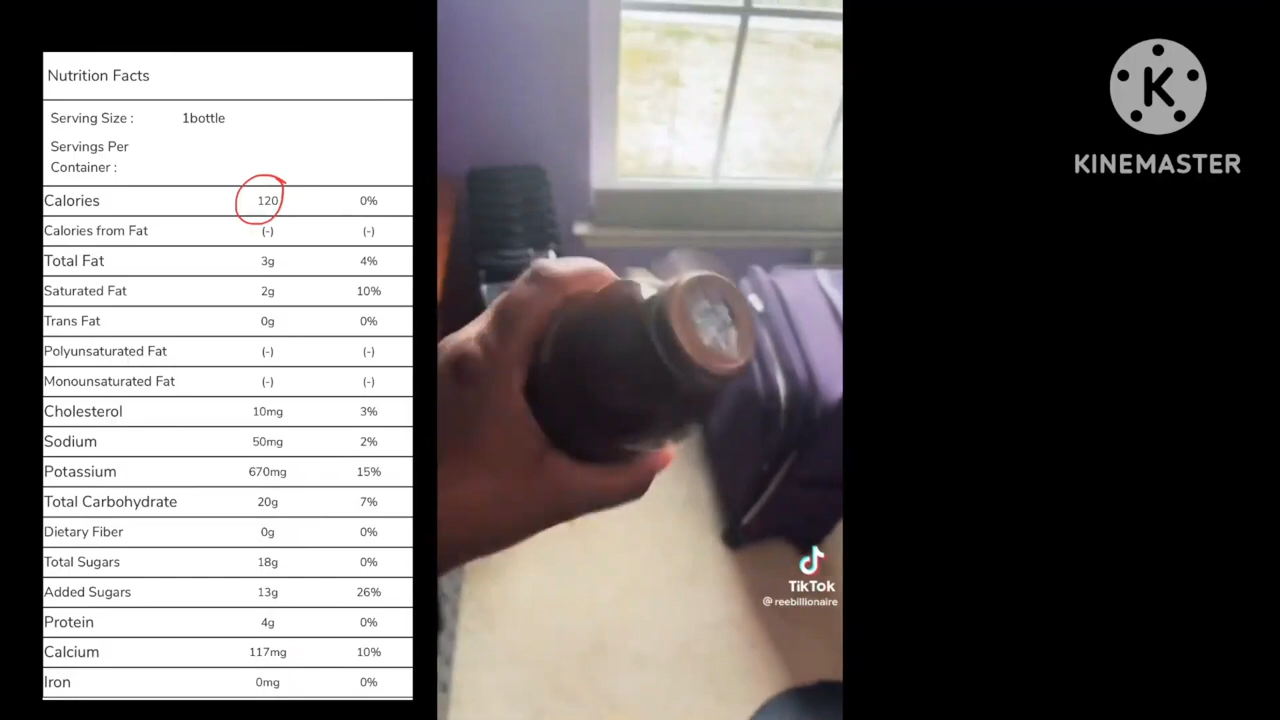 Nutrition Facts
Serving Size : 1bottle
Servings Per
Container :
Calories 120 0%
Calories from Fat (-) (-)
Total Fat 3g 4%
Saturated Fat 2g 10%
Trans Fat 0g 0%
Polyunsaturated Fat (-) (-)
Monounsaturated Fat (-) (-)
Cholesterol 10mg 3%
Sodium 50mg 2%
Potassium 670mg 15%
Total Carbohydrate 20g 7%
Dietary Fiber 0g 0%
Total Sugars 18g 0%
Added Sugars 13g 26%
Protein 4g 0%
Calcium 117mg 10%
Iron 0mg 0%
TikTok
@reebillionaire
K
KINEMASTER